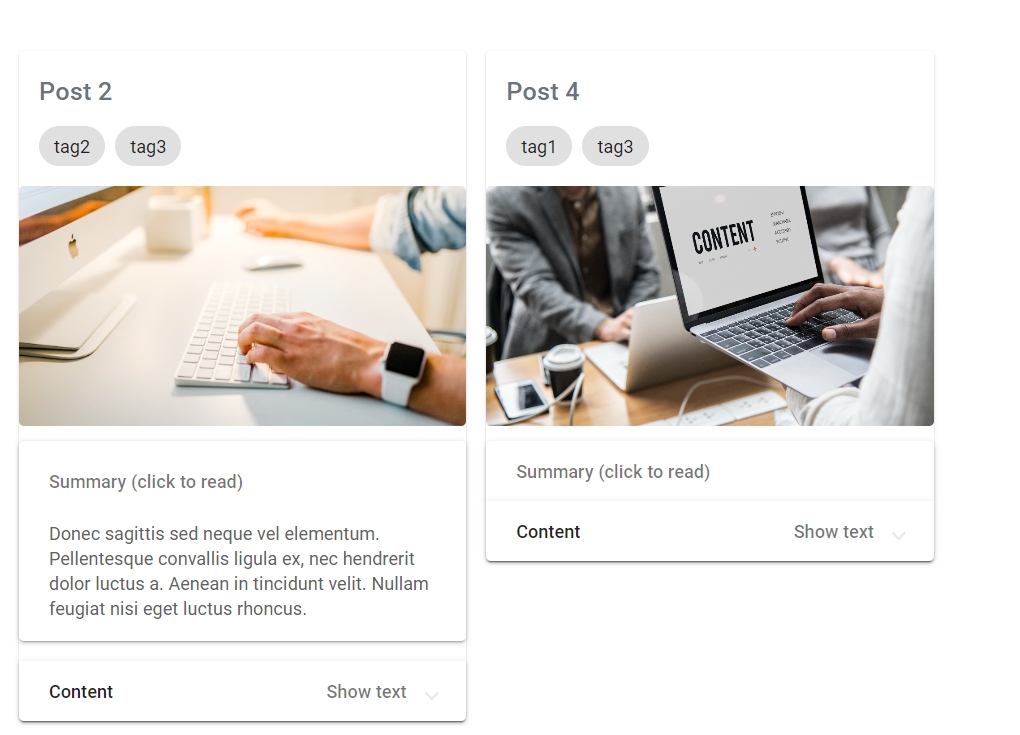 Post 2
tag2 tag3
Summary (click to read)
Donec sagittis sed neque vel elementum.
Pellentesque convallis ligula ex, nec hendrerit
dolor luctus a. Aenean in tincidunt velit. Nullam
feugiat nisi eget luctus rhoncus.
Content Show text
Post 4
tag1 tag3
CONTENT
Summary (click to read)
Content Show text